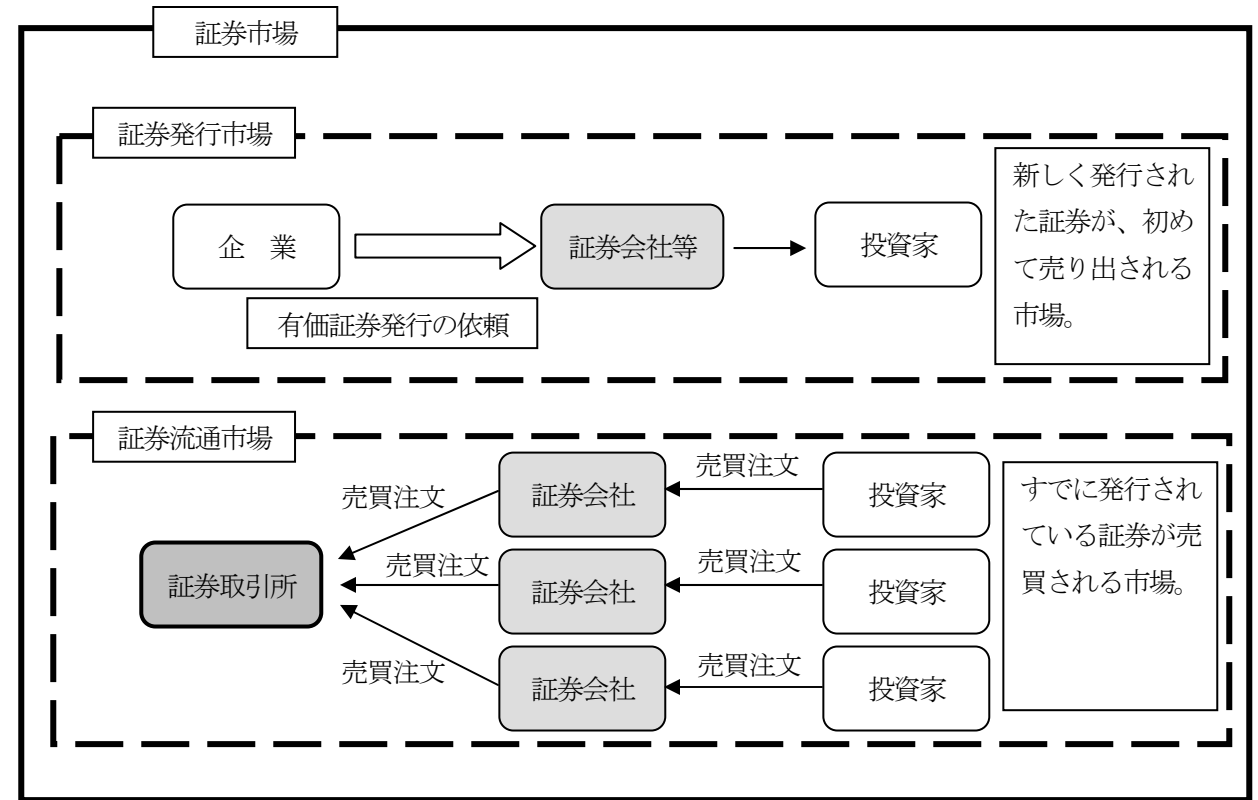 証券市場
証券発行市場
企　業
証券会社等
投資家
有価証券発行の依頼
新しく発行され
た証券が、初め
て売り出される
市場。
証券流通市場
売買注文
証券会社
売買注文
投資家
売買注文
証券会社
売買注文
投資家
証券取引所
売買注文
証券会社
売買注文
投資家
すでに発行され
ている証券が売
買される市場。